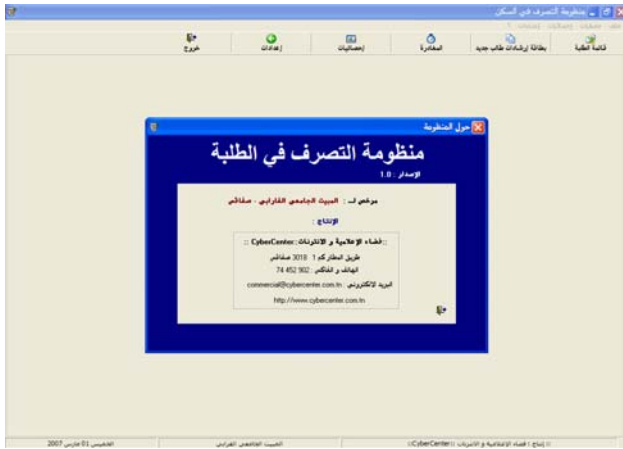 منظومة التصرف في السكن
قائمة الطلبة
بطاقة إرشادات طالب جديد
المغادرة
إحصائيات
إعدادات
خروج
حول المنظومة
منظومة التصرف في الطلبة
الإصدار : 1.0
مرخص لـ : المبيت الجامعي الفارابي - صفاقس
الإنتاج :
:: فضاء الإعلامية و الانترنات::CyberCenter ::
طريق المطار كم 1 3018 صفاقس
الهاتف و الفاكس : 902 452 74
البريد الالكتروني : commercial@cybercenter.com.tn
http://www.cybercenter.com.tn
:: إنتاج : فضاء الإعلامية و الانترنات ::CyberCenter::
المبيت الجامعي الفرابي
الخميس 01 مارس 2007